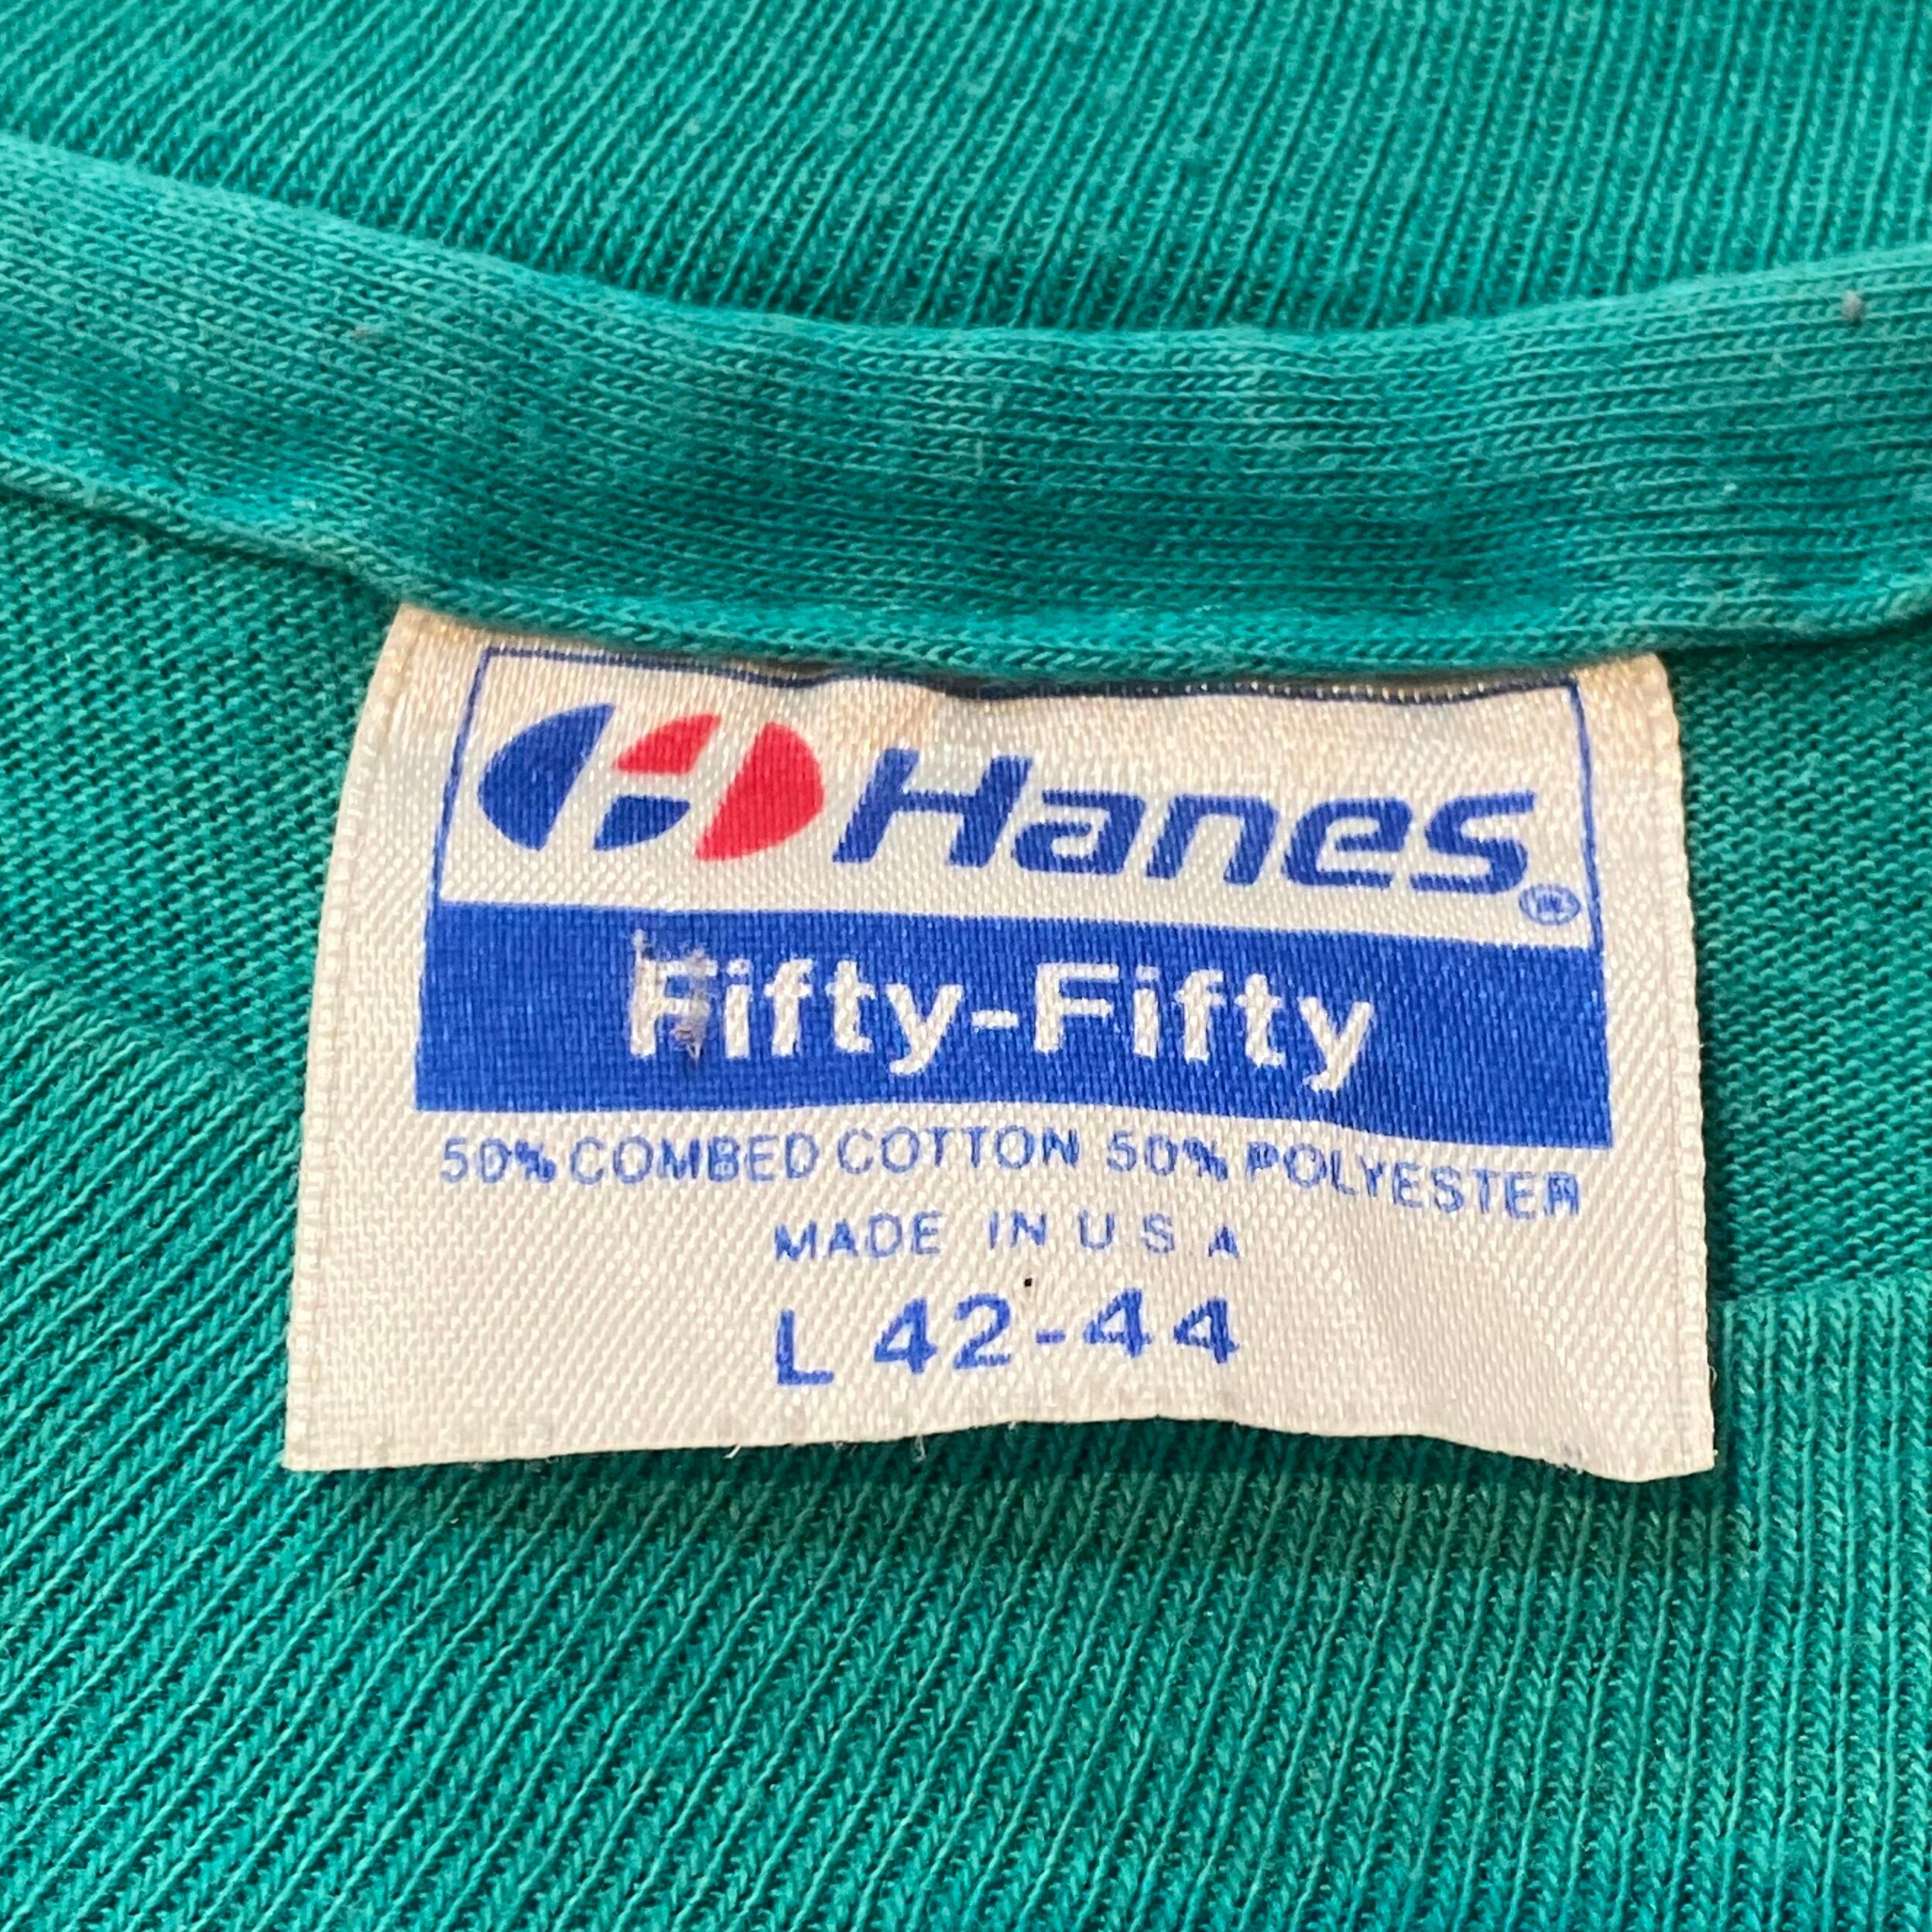 Hanes®
Fifty-Fifty
50% COMBED COTTON 50% POLYESTER
MADE IN U S A
L 42-44